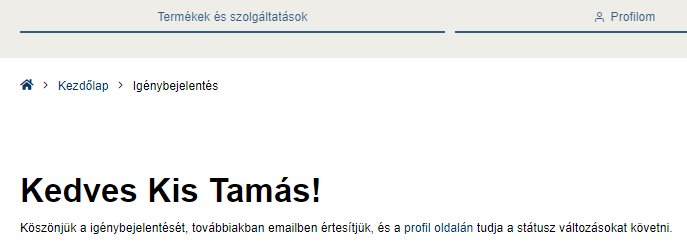 Termékek és szolgáltatások
Profilom
Kezdőlap > Igénybejelentés
Kedves Kis Tamás!
Köszönjük a igénybejelentését, továbbiakban emailben értesítjük, és a profil oldalán tudja a státusz változásokat követni.